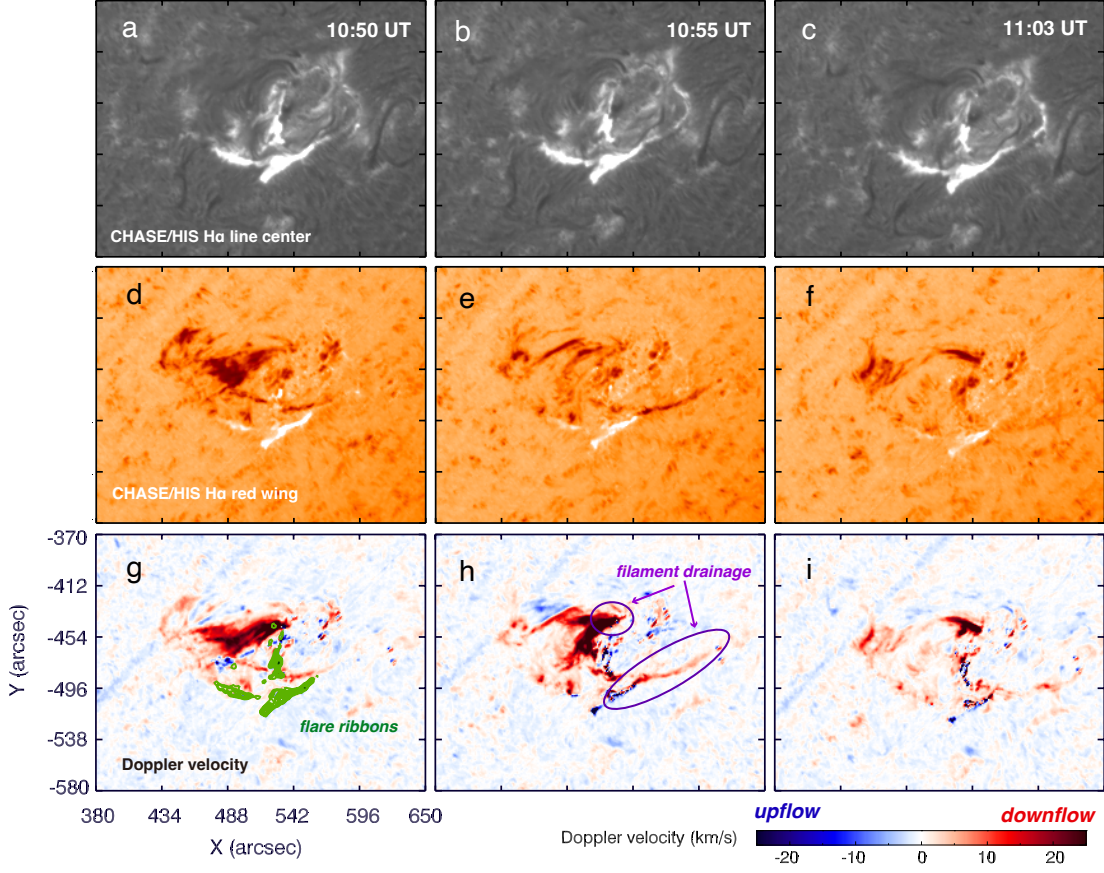 a
10:50 UT
b
10:55 UT
c
11:03 UT
CHASE/HIS Hα line center
d
e
f
CHASE/HIS Hα red wing
-370
-412
-454
-496
-538
-580
Y (arcsec)
g
flare ribbons
Doppler velocity
h
filament drainage
i
380
434
488
542
596
650
X (arcsec)
upflow
downflow
Doppler velocity (km/s)
-20
-10
0
10
20